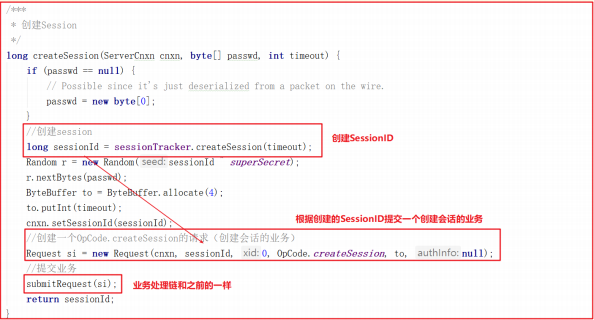 /***
 * 创建Session
 */
long createSession(ServerCnxn cnxn, byte[] passwd, int timeout) {
    if (passwd == null) {
        // Possible since it's just deserialized from a packet on the wire.
        passwd = new byte[0];
    }
    //创建session
    long sessionId = sessionTracker.createSession(timeout);
    创建SessionID
    Random r = new Random( seed: sessionId ^ superSecret);
    r.nextBytes(passwd);
    ByteBuffer to = ByteBuffer.allocate(4);
    to.putInt(timeout);
    cnxn.setSessionId(sessionId);
    根据创建的SessionID提交一个创建会话的业务
    //创建一个OpCode.createSession的请求（创建会话的业务）
    Request si = new Request(cnxn, sessionId, xid: 0, OpCode.createSession, to, authInfo: null);
    //提交业务
    submitRequest(si);
    业务处理链和之前的一样
    return sessionId;
}